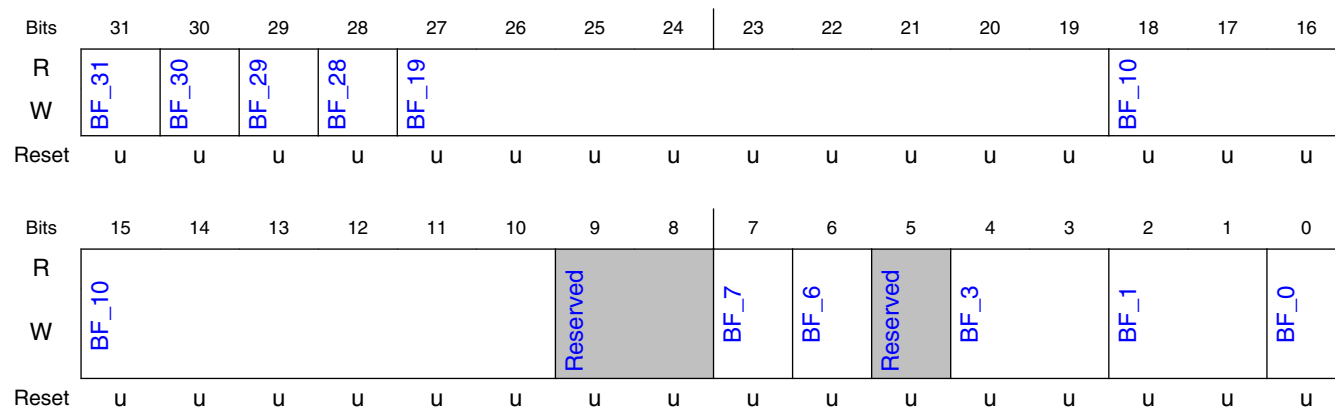 Bits 31 30 29 28 27 26 25 24 23 22 21 20 19 18 17 16
R
W
BF_31 BF_30 BF_29 BF_28 BF_19 BF_10
Reset u u u u u u u u u u u u u u u u
Bits 15 14 13 12 11 10 9 8 7 6 5 4 3 2 1 0
R
W
BF_10 Reserved BF_7 BF_6 Reserved BF_3 BF_1 BF_0
Reset u u u u u u u u u u u u u u u u